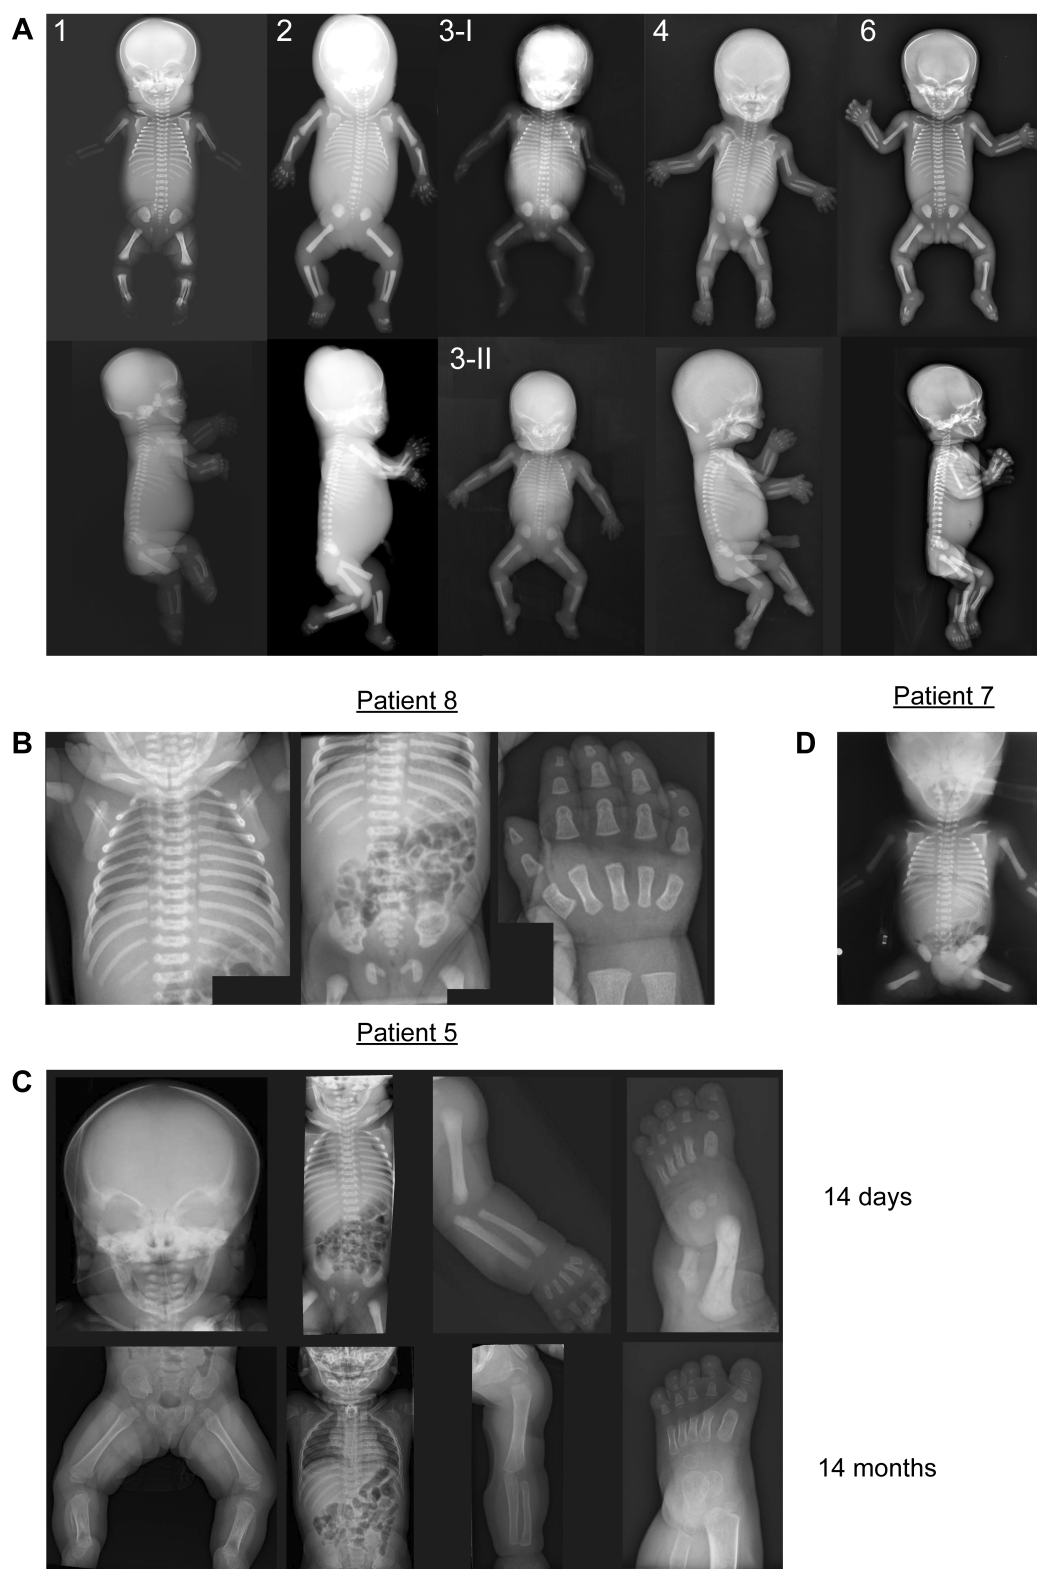 A
1
2
3-I
4
6
3-II
Patient 8
Patient 7
B
D
Patient 5
C
14 days
14 months